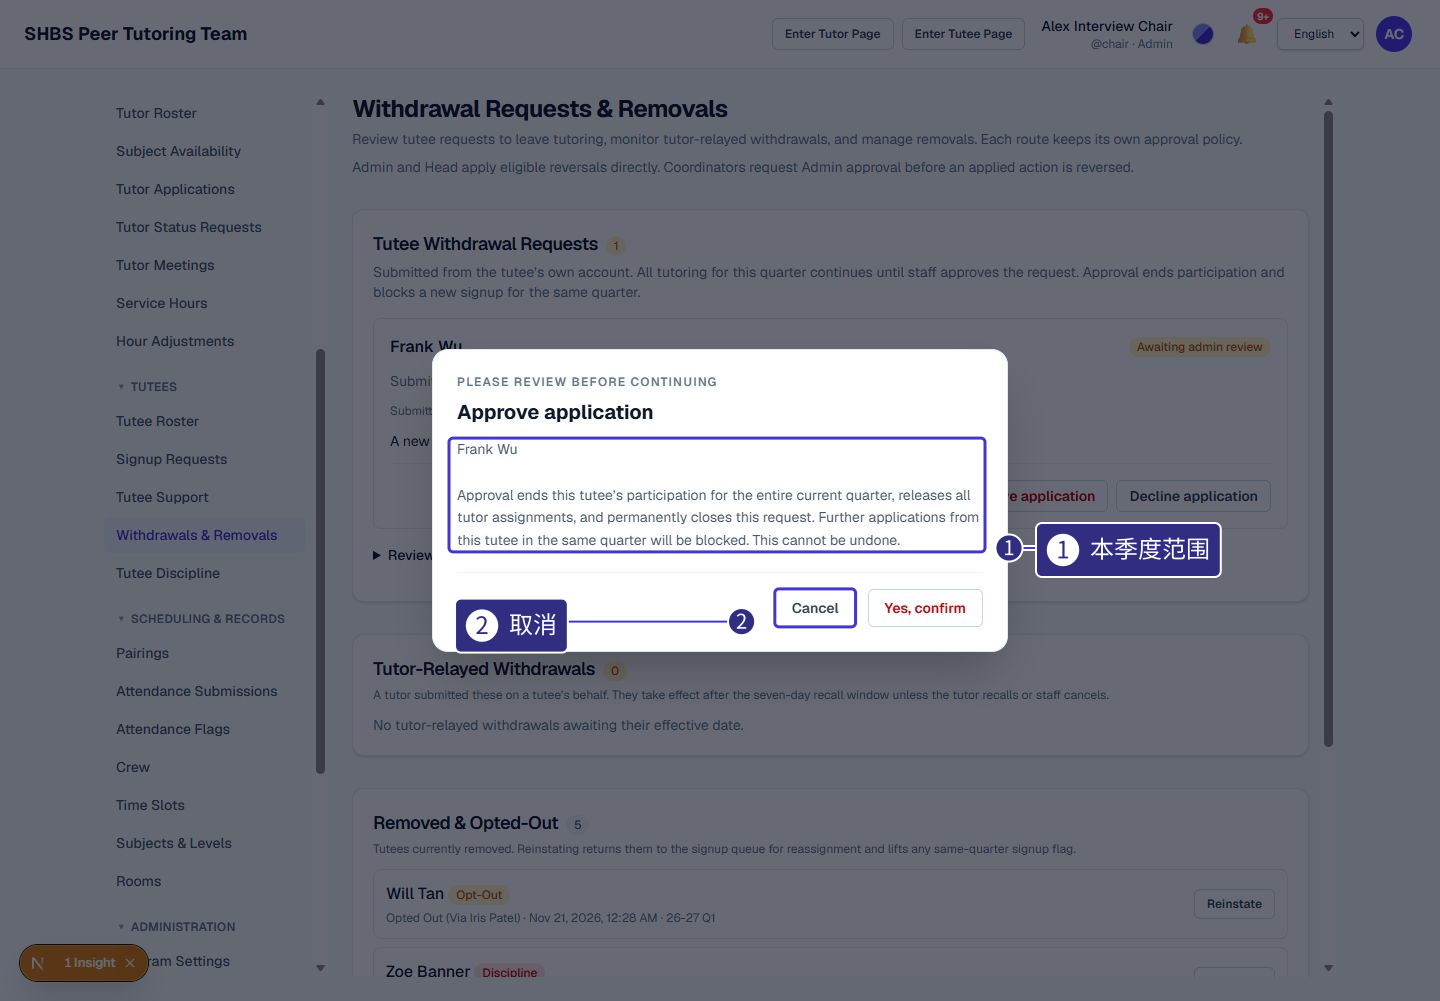 SHBS Peer Tutoring Team
Enter Tutor Page
Enter Tutee Page
Alex Interview Chair
@chair · Admin
9+
English
AC
Tutor Roster
Subject Availability
Tutor Applications
Tutor Status Requests
Tutor Meetings
Service Hours
Hour Adjustments
TUTEES
Tutee Roster
Signup Requests
Tutee Support
Withdrawals & Removals
Tutee Discipline
SCHEDULING & RECORDS
Pairings
Attendance Submissions
Attendance Flags
Crew
Time Slots
Subjects & Levels
Rooms
ADMINISTRATION
ram Settings
1 Insight
Withdrawal Requests & Removals
Review tutee requests to leave tutoring, monitor tutor-relayed withdrawals, and manage removals. Each route keeps its own approval policy.
Admin and Head apply eligible reversals directly. Coordinators request Admin approval before an applied action is reversed.
Tutee Withdrawal Requests 1
Submitted from the tutee's own account. All tutoring for this quarter continues until staff approves the request. Approval ends participation and
blocks a new signup for the same quarter.
Frank Wu
Awaiting admin review
Submi
Submitt
A new
e application
Decline application
Review
PLEASE REVIEW BEFORE CONTINUING
Approve application
Frank Wu
Approval ends this tutee's participation for the entire current quarter, releases all
tutor assignments, and permanently closes this request. Further applications from
this tutee in the same quarter will be blocked. This cannot be undone.
1
1 本季度范围
2 取消
2
Cancel
Yes, confirm
Tutor-Relayed Withdrawals 0
A tutor submitted these on a tutee's behalf. They take effect after the seven-day recall window unless the tutor recalls or staff cancels.
No tutor-relayed withdrawals awaiting their effective date.
Removed & Opted-Out 5
Tutees currently removed. Reinstating returns them to the signup queue for reassignment and lifts any same-quarter signup flag.
Will Tan Opt-Out
Opted Out (Via Iris Patel) · Nov 21, 2026, 12:28 AM · 26-27 Q1
Reinstate
Zoe Banner Discipline